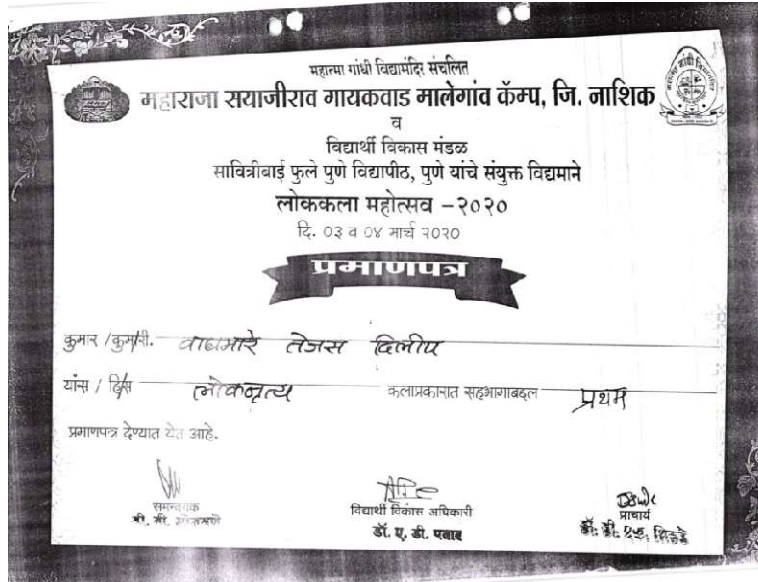 महात्मा गांधी विद्यामंदिर संचलित
महाराजा सयाजीराव गायकवाड मालेगांव कॅम्प, जि. नाशिक
व
विद्यार्थी विकास मंडळ
सावित्रीबाई फुले पुणे विद्यापीठ, पुणे यांचे संयुक्त विद्यमाने
लोककला महोत्सव –२०२०
दि. ०३ व ०४ मार्च २०२०
प्रमाणपत्र
कुमार /कुमारी. वाघमारे तेजस दिलीप
यांस / हिस लोकनृत्य कलाप्रकारात सहभागाबद्दल प्रथम
प्रमाणपत्र देण्यात येत आहे.
समन्वयक विद्यार्थी विकास अधिकारी प्राचार्य
डॉ. ए. डी. पवार